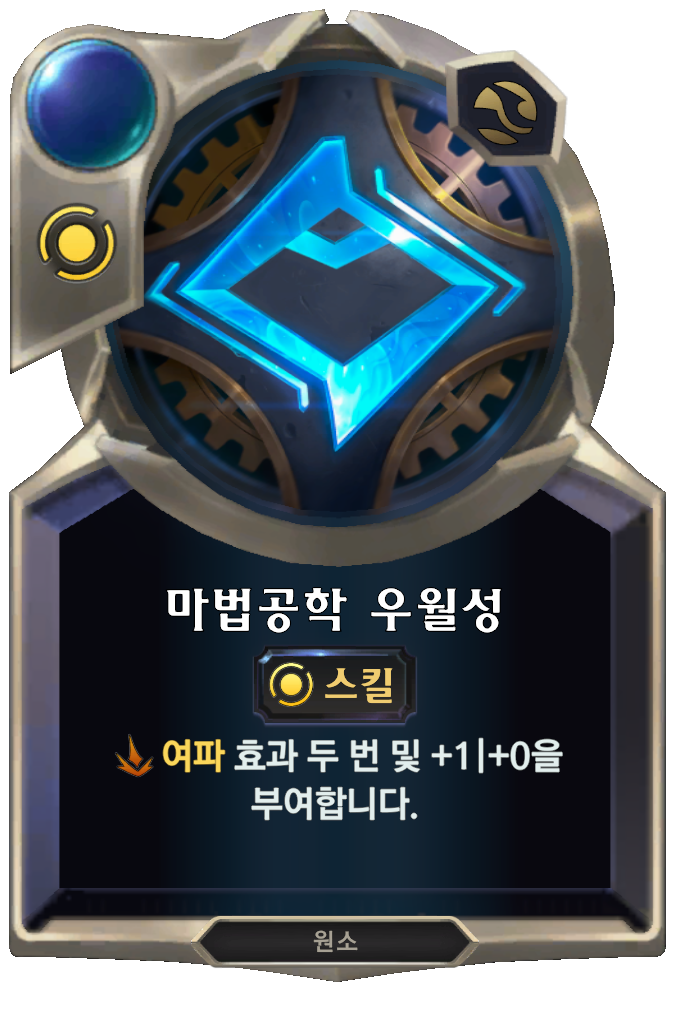 마법공학 우월성
스킬
여파 효과 두 번 및 +1|+0을
부여합니다.
원소